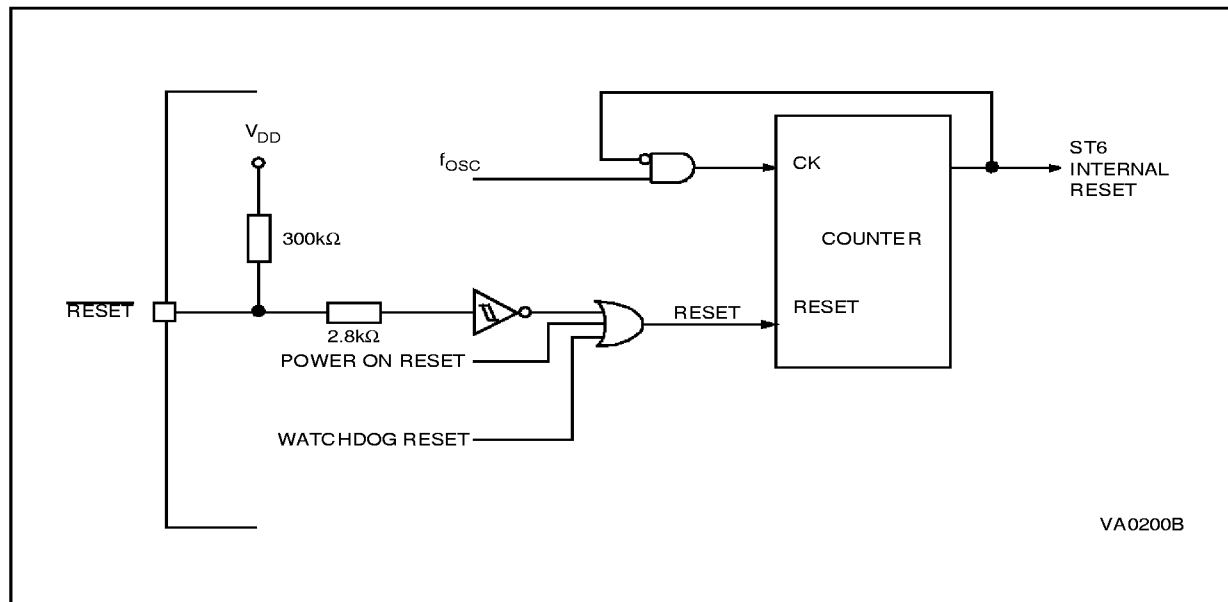 V_DD
f_OSC
CK
ST6
INTERNAL
RESET
300kΩ
COUNTER
RESET
RESET
RESET
2.8kΩ
POWER ON RESET
WATCHDOG RESET
VA0200B